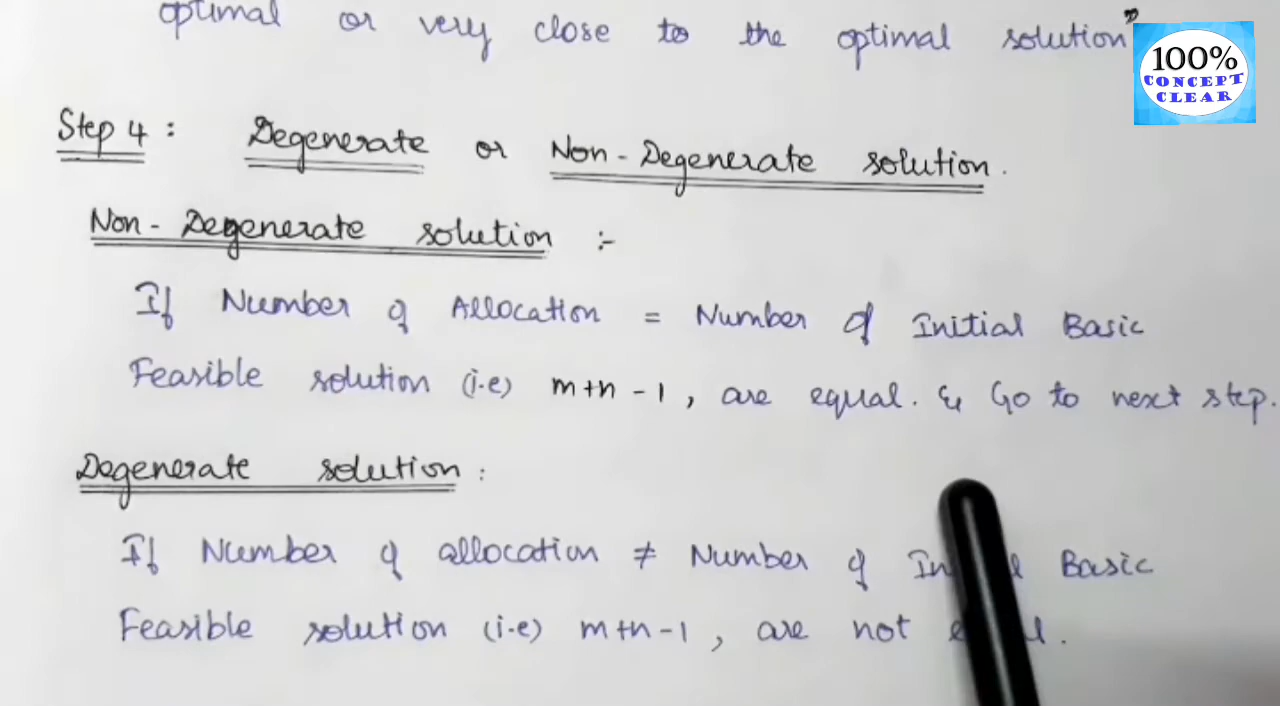 optimal or very close to the optimal solution"
100%
CONCEPT
CLEAR
Step 4 : Degenerate or Non-Degenerate solution.
Non-Degenerate solution :-
If Number of Allocation = Number of Initial Basic
Feasible solution (i.e) m+n-1, are equal. & Go to next step.
Degenerate solution :
If Number of allocation ≠ Number of Basic
Feasible solution (i.e) m+n-1, are not